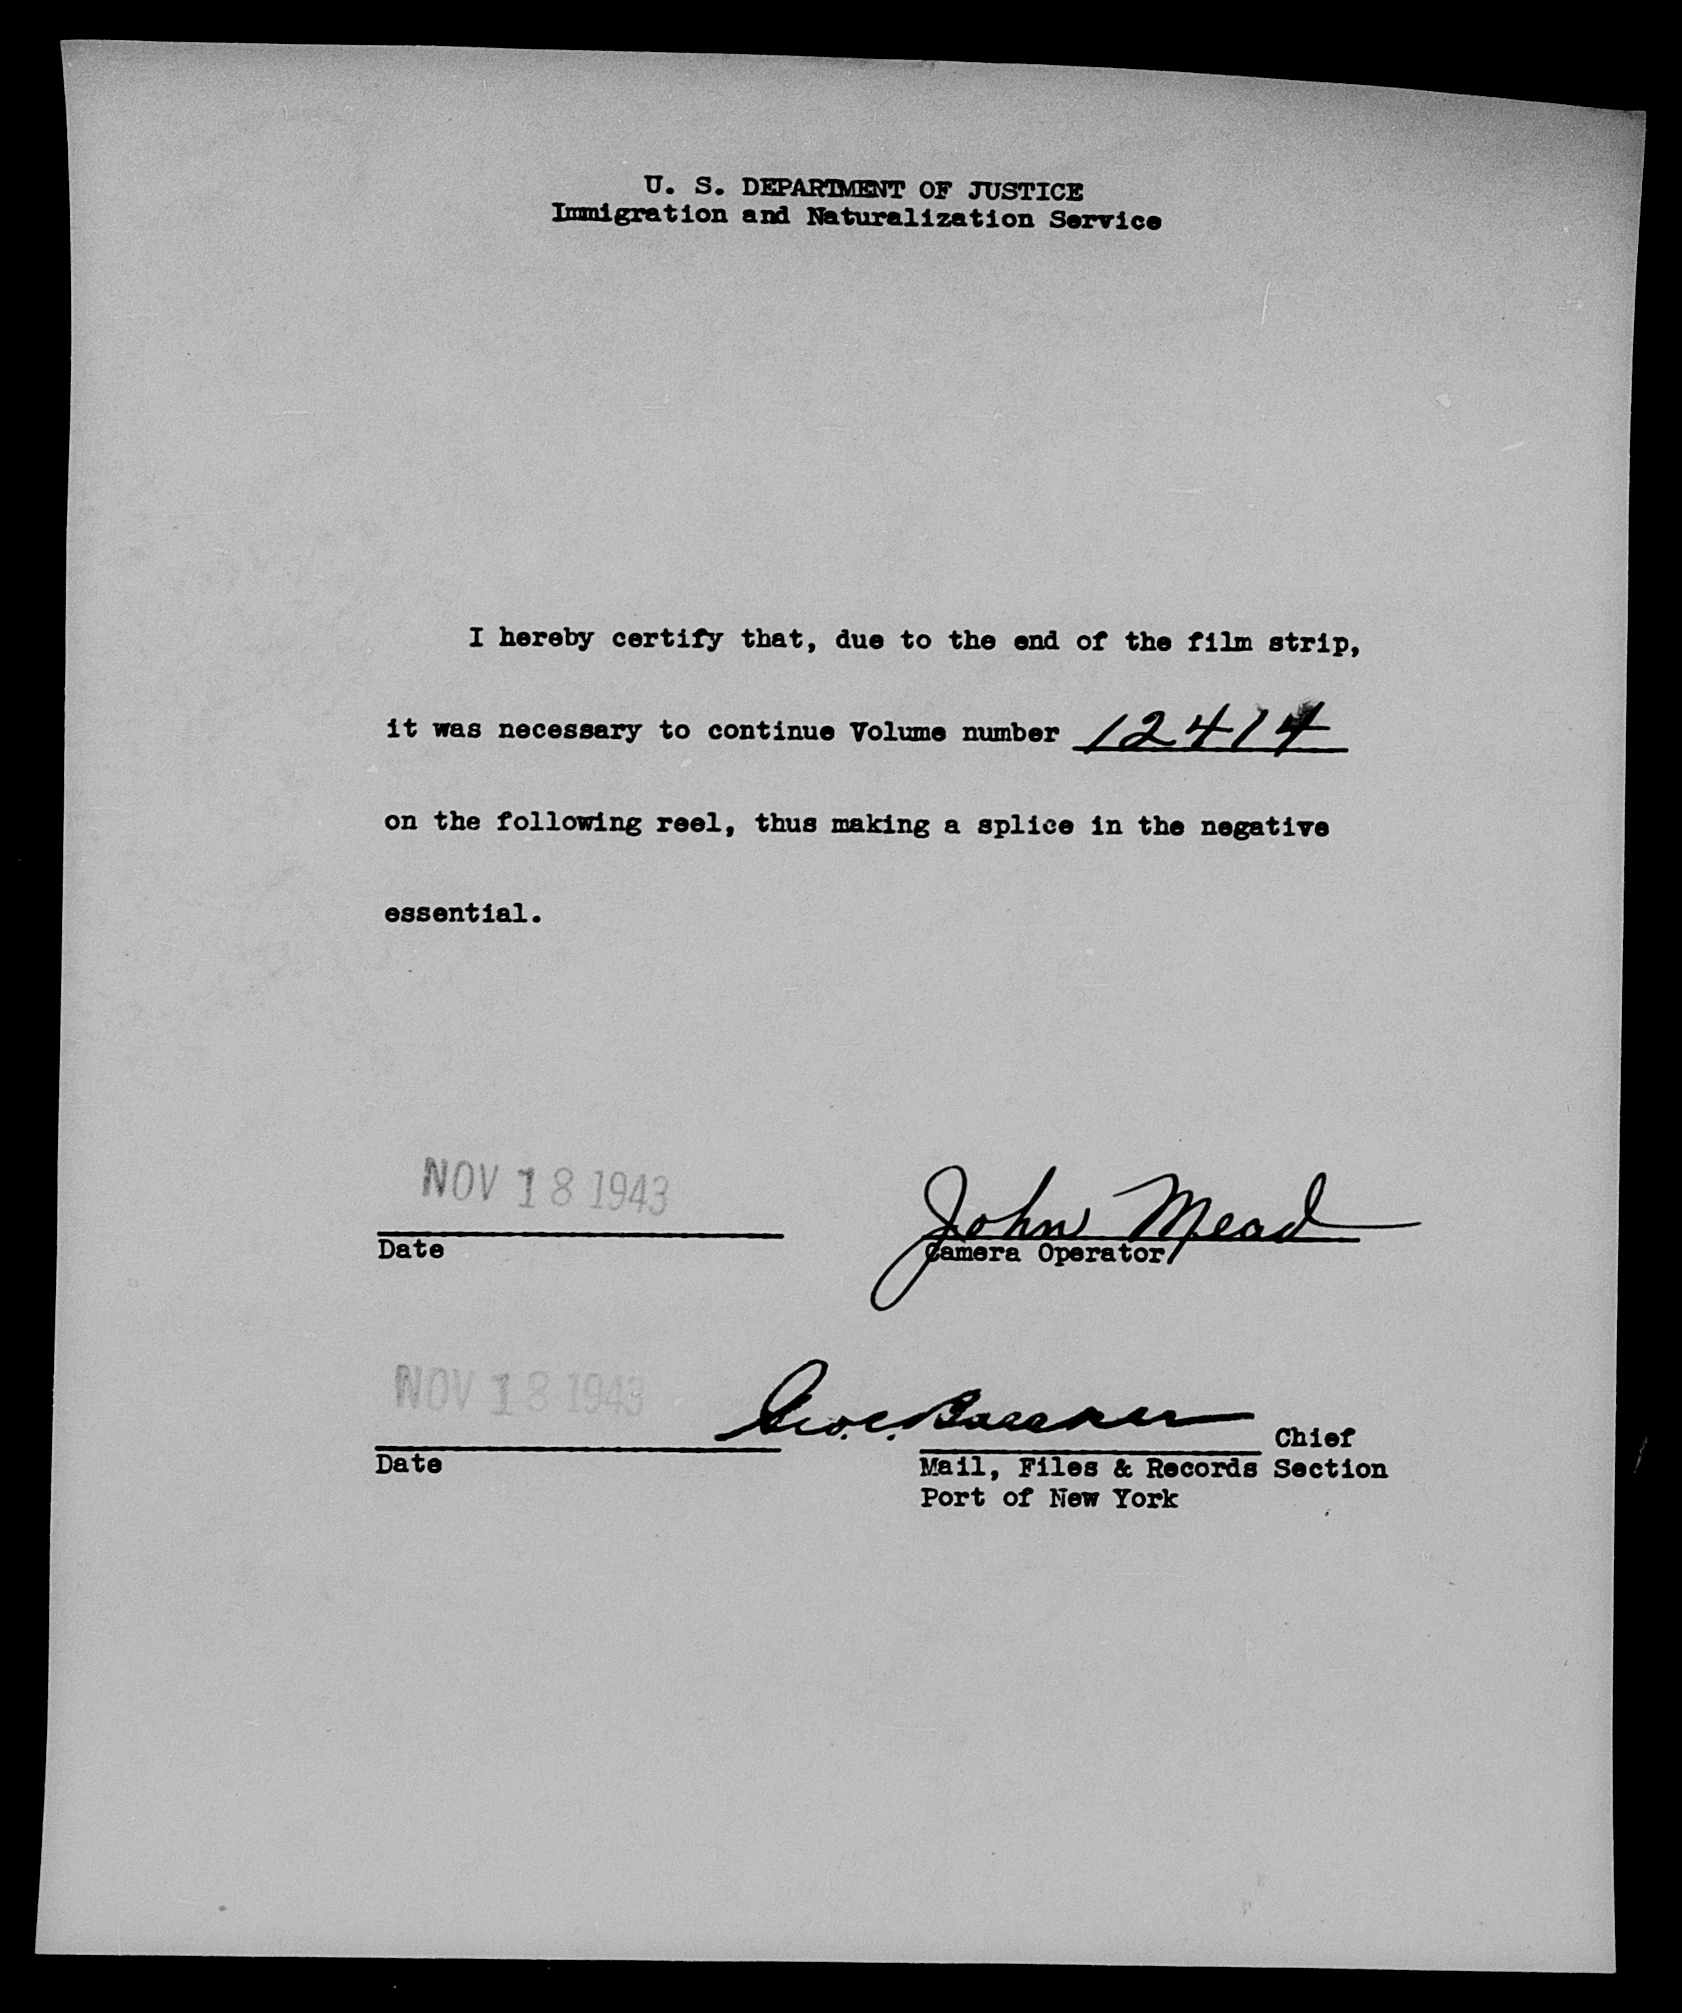 U. S. DEPARTMENT OF JUSTICE
Immigration and Naturalization Service
I hereby certify that, due to the end of the film strip,
it was necessary to continue Volume number 12414
on the following reel, thus making a splice in the negative
essential.
NOV 18 1943
John Mead
Date
Camera Operator
NOV 18 1943
Geo. C.
Chief
Date
Mail, Files & Records Section
Port of New York